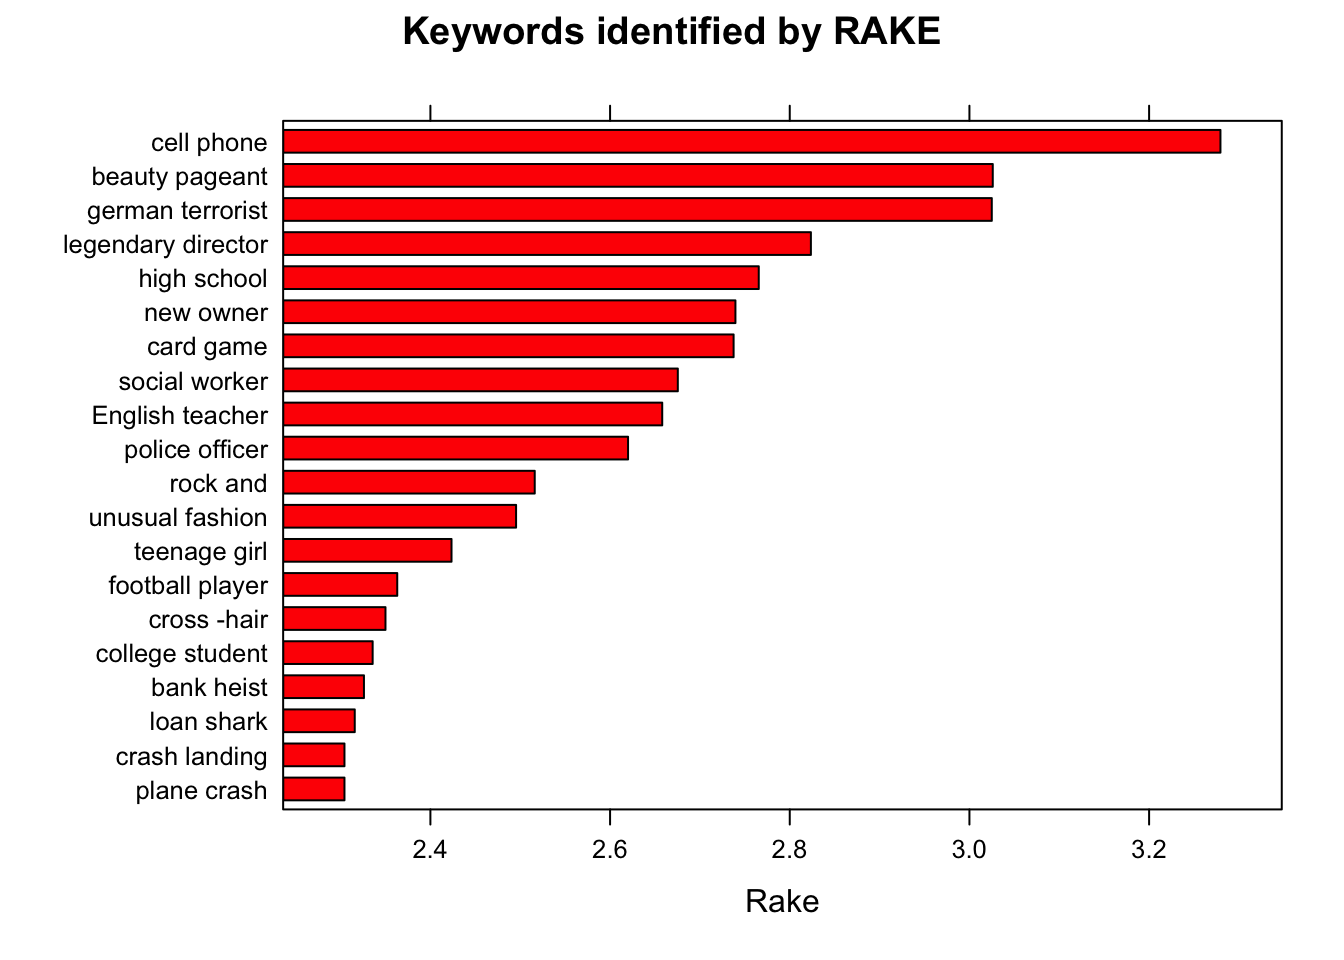 Keywords identified by RAKE
cell phone
beauty pageant
german terrorist
legendary director
high school
new owner
card game
social worker
English teacher
police officer
rock and
unusual fashion
teenage girl
football player
cross -hair
college student
bank heist
loan shark
crash landing
plane crash
2.4 2.6 2.8 3.0 3.2
Rake